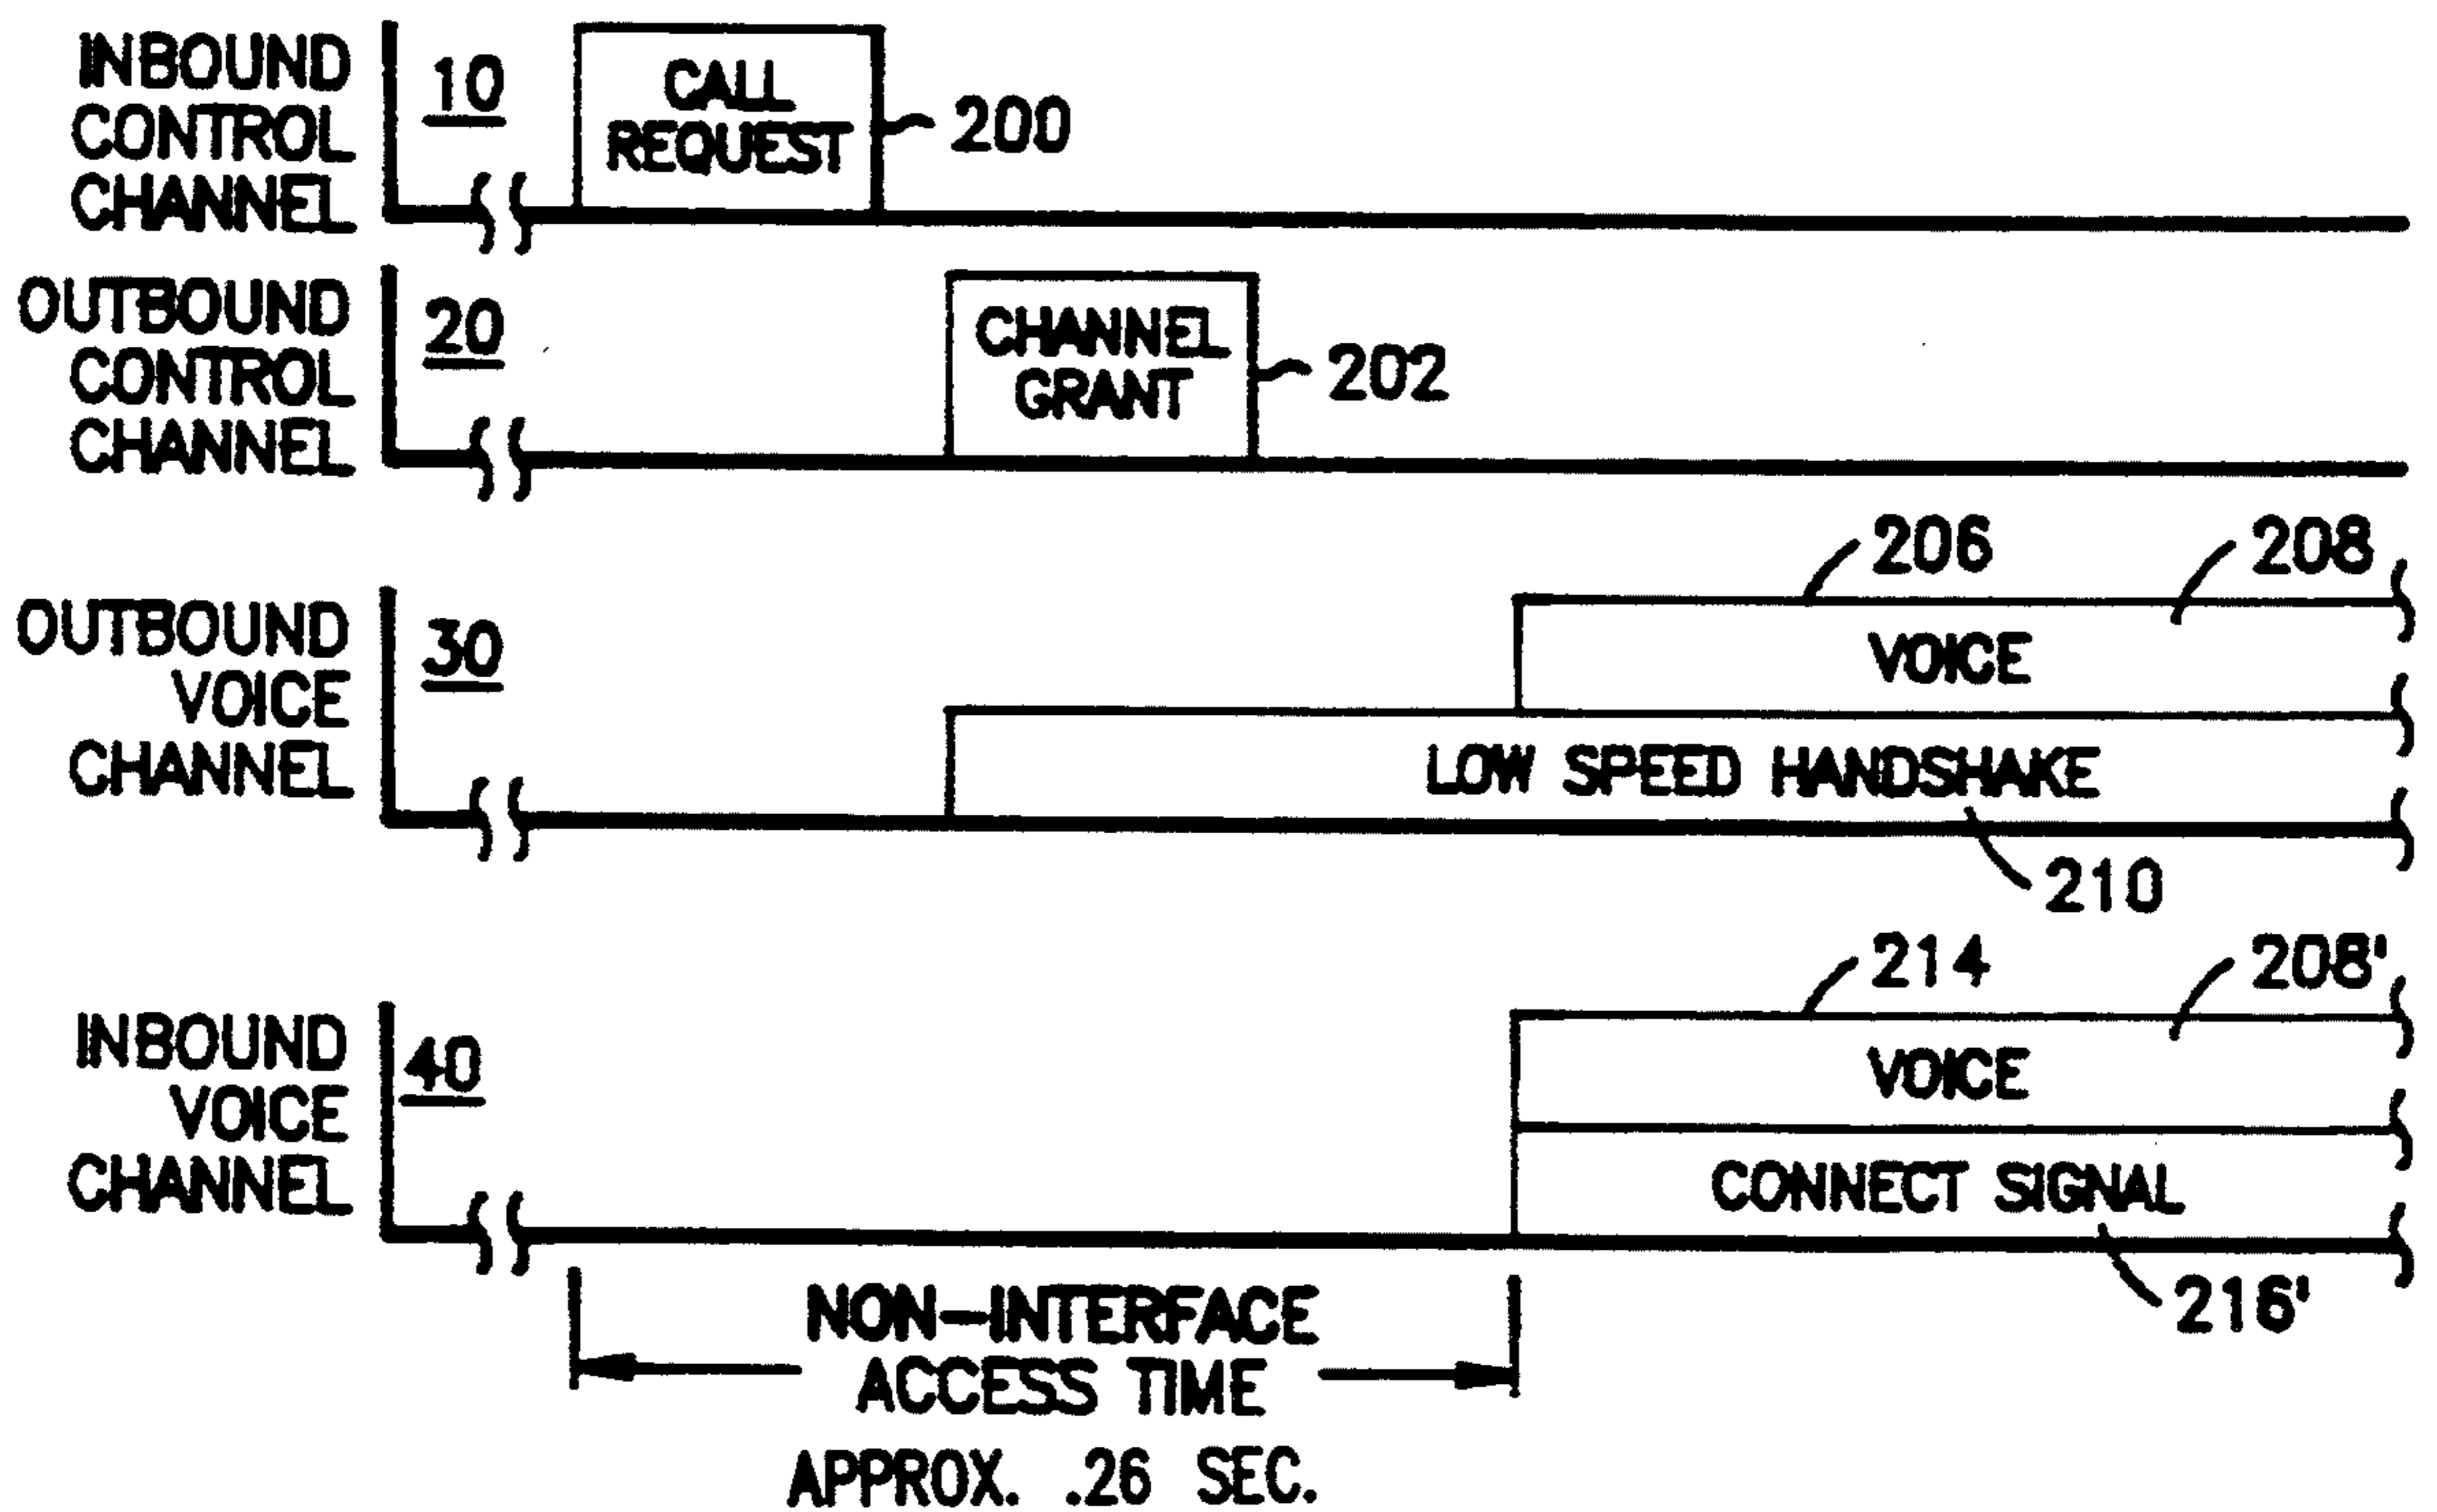 INBOUND
CONTROL
CHANNEL
10
CALL
REQUEST
200
OUTBOUND
CONTROL
CHANNEL
20
CHANNEL
GRANT
202
OUTBOUND
VOICE
CHANNEL
30
206
208
VOICE
LOW SPEED HANDSHAKE
210
INBOUND
VOICE
CHANNEL
40
214
208'
VOICE
CONNECT SIGNAL
216'
NON-INTERFACE
ACCESS TIME
APPROX. .26 SEC.